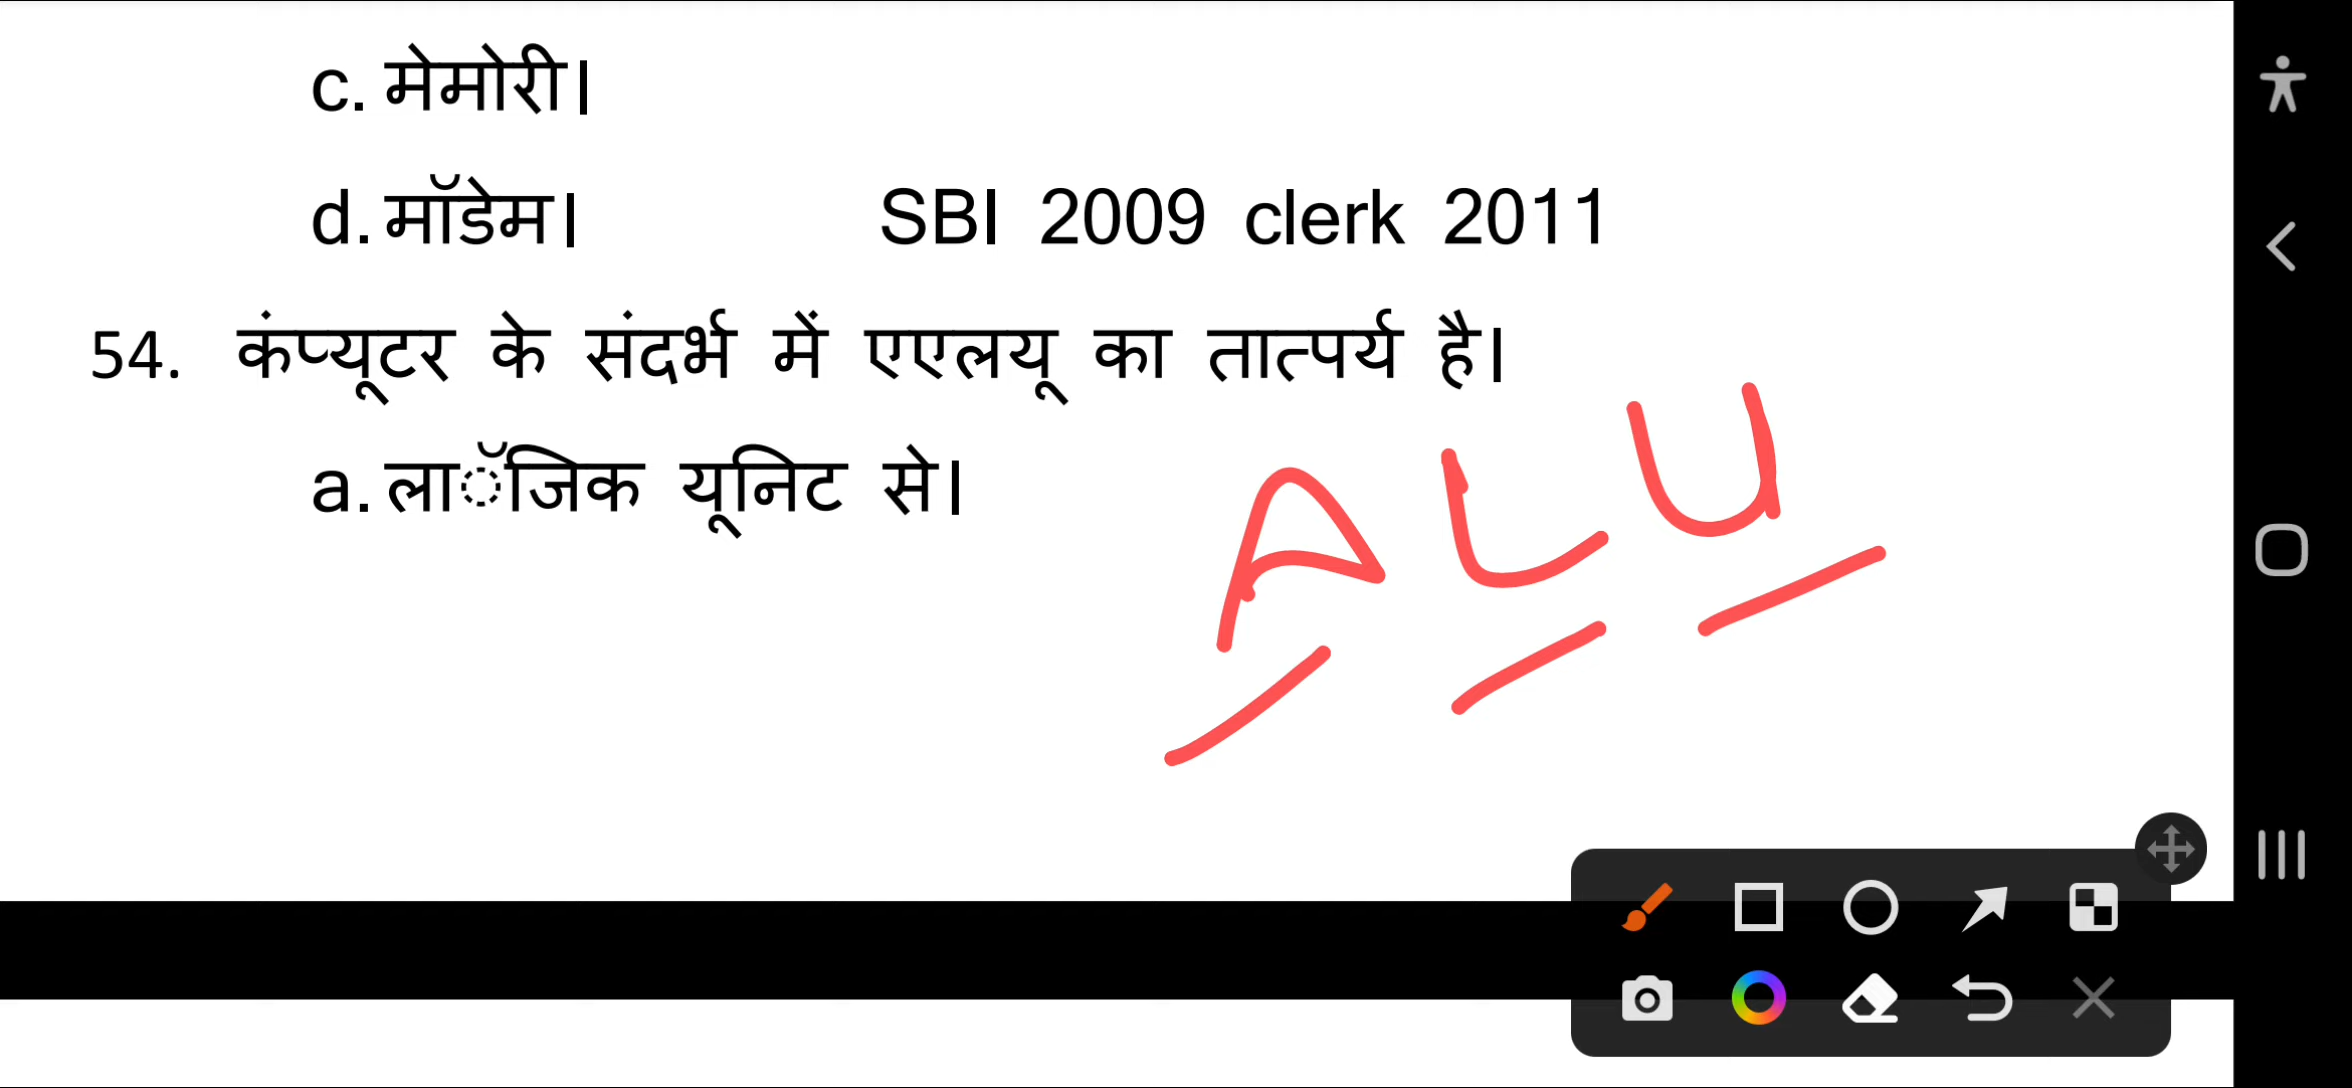 c. मेमोरी।
d. मॉडेम। SBI 2009 clerk 2011
54. कंप्यूटर के संदर्भ में एएलयू का तात्पर्य है।
a. लाॅजिक यूनिट से।
ALU